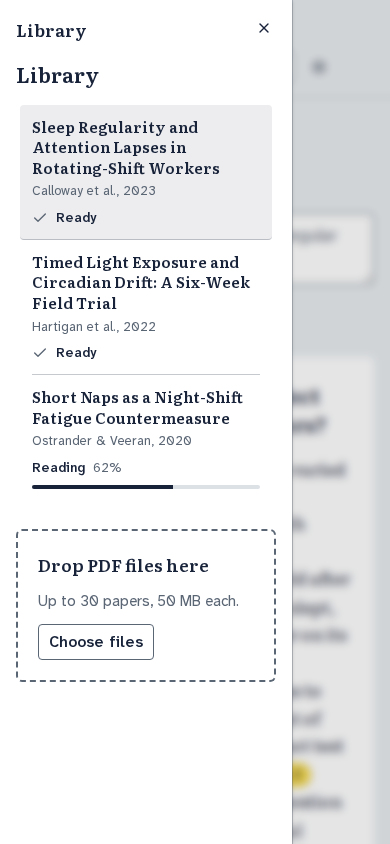 Library
Library
Sleep Regularity and
Attention Lapses in
Rotating-Shift Workers
Calloway et al., 2023
Ready
Timed Light Exposure and
Circadian Drift: A Six-Week
Field Trial
Hartigan et al., 2022
Ready
Short Naps as a Night-Shift
Fatigue Countermeasure
Ostrander & Veeran, 2020
Reading 62%
Drop PDF files here
Up to 30 papers, 50 MB each.
Choose files